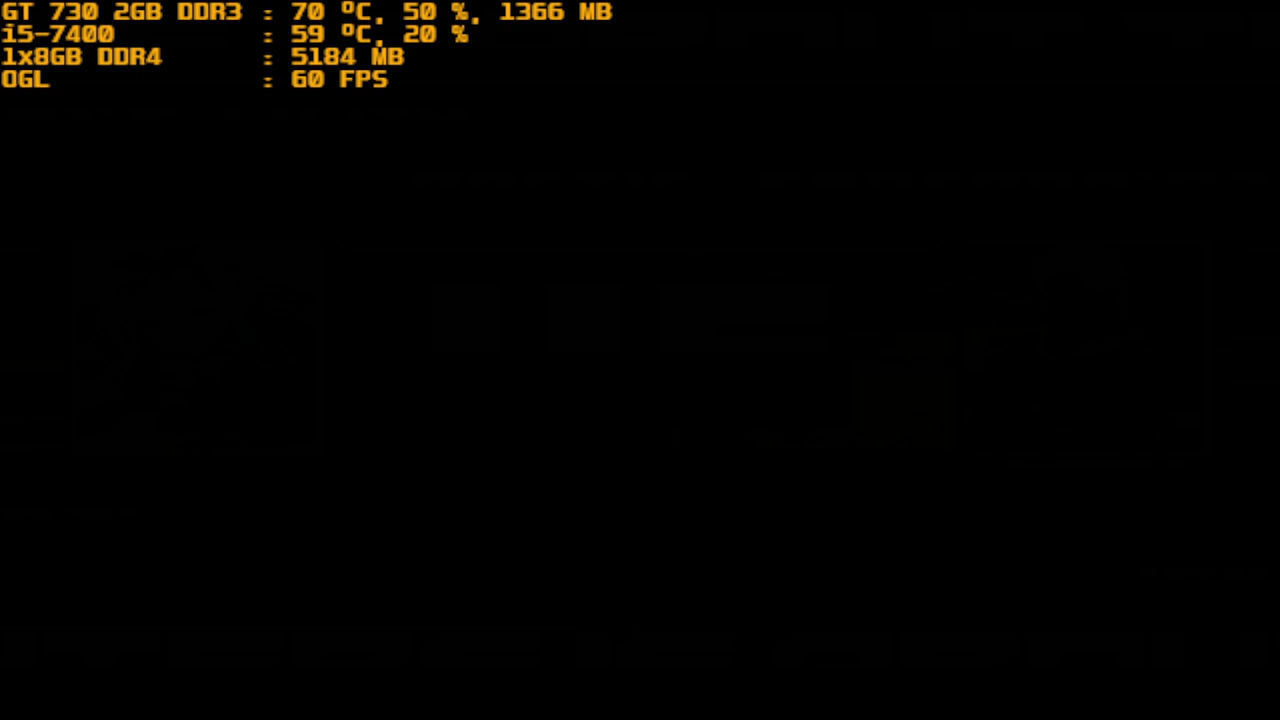 GT 730 2GB DDR3 : 70 ºC, 50 %, 1366 MB
i5-7400 : 59 ºC, 20 %
1x8GB DDR4 : 5184 MB
OGL : 60 FPS